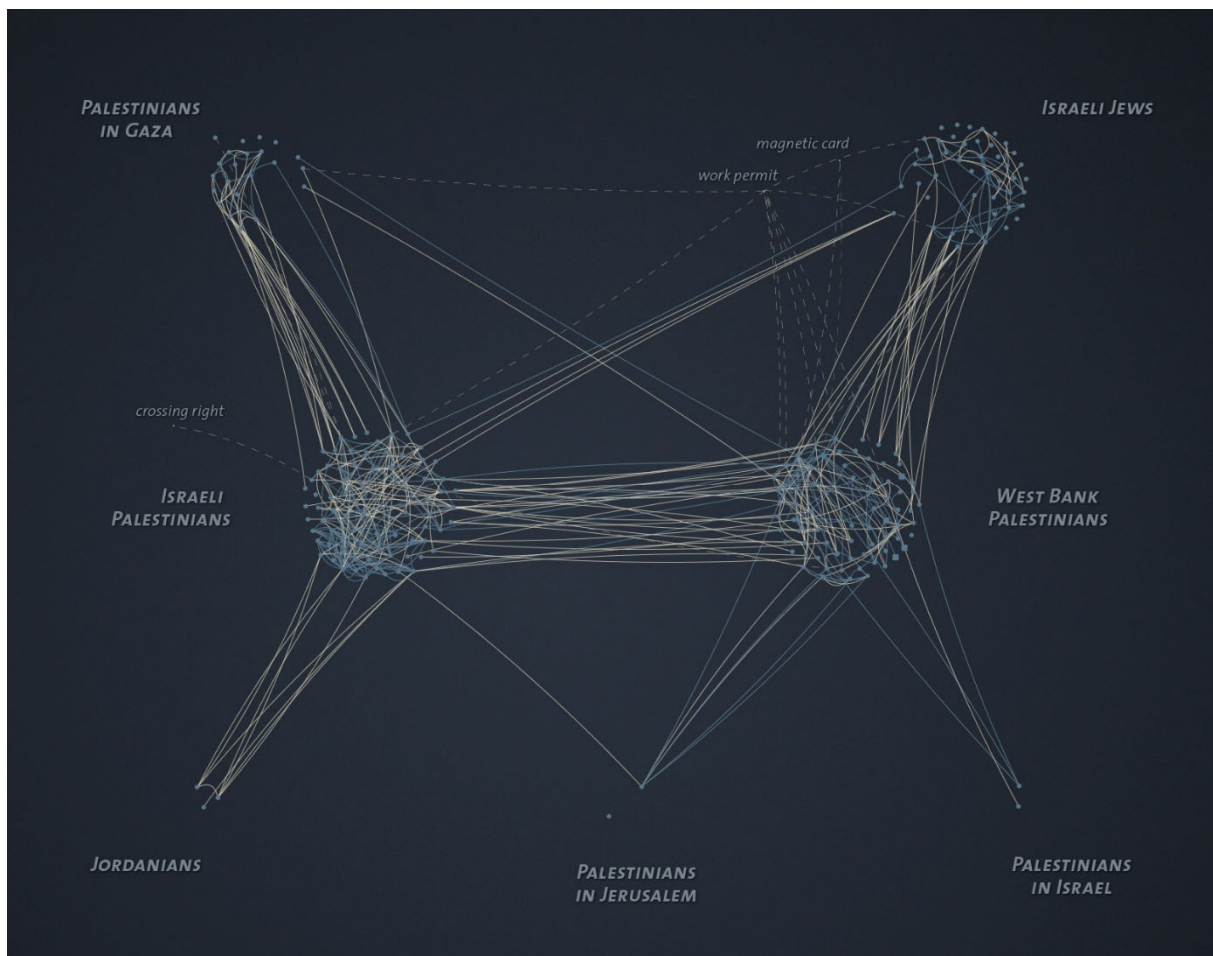 Palestinians
in Gaza
Israeli Jews
magnetic card
work permit
crossing right
Israeli
Palestinians
West Bank
Palestinians
Jordanians
Palestinians
in Jerusalem
Palestinians
in Israel